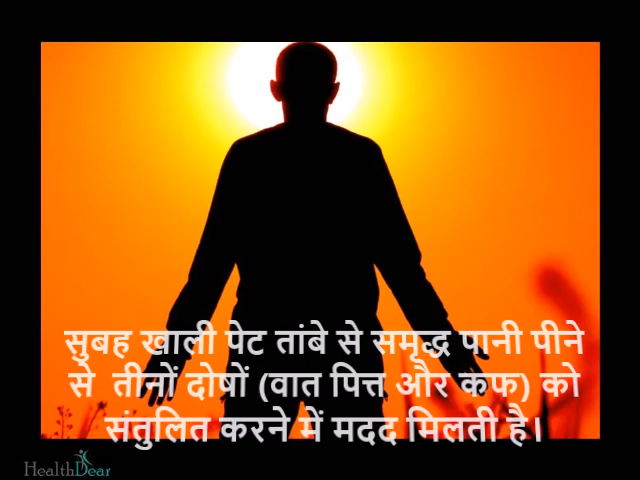 सुबह खाली पेट तांबे से समृद्ध पानी पीने
से तीनों दोषों (वात पित्त और कफ) को
संतुलित करने में मदद मिलती है।
HealthDear